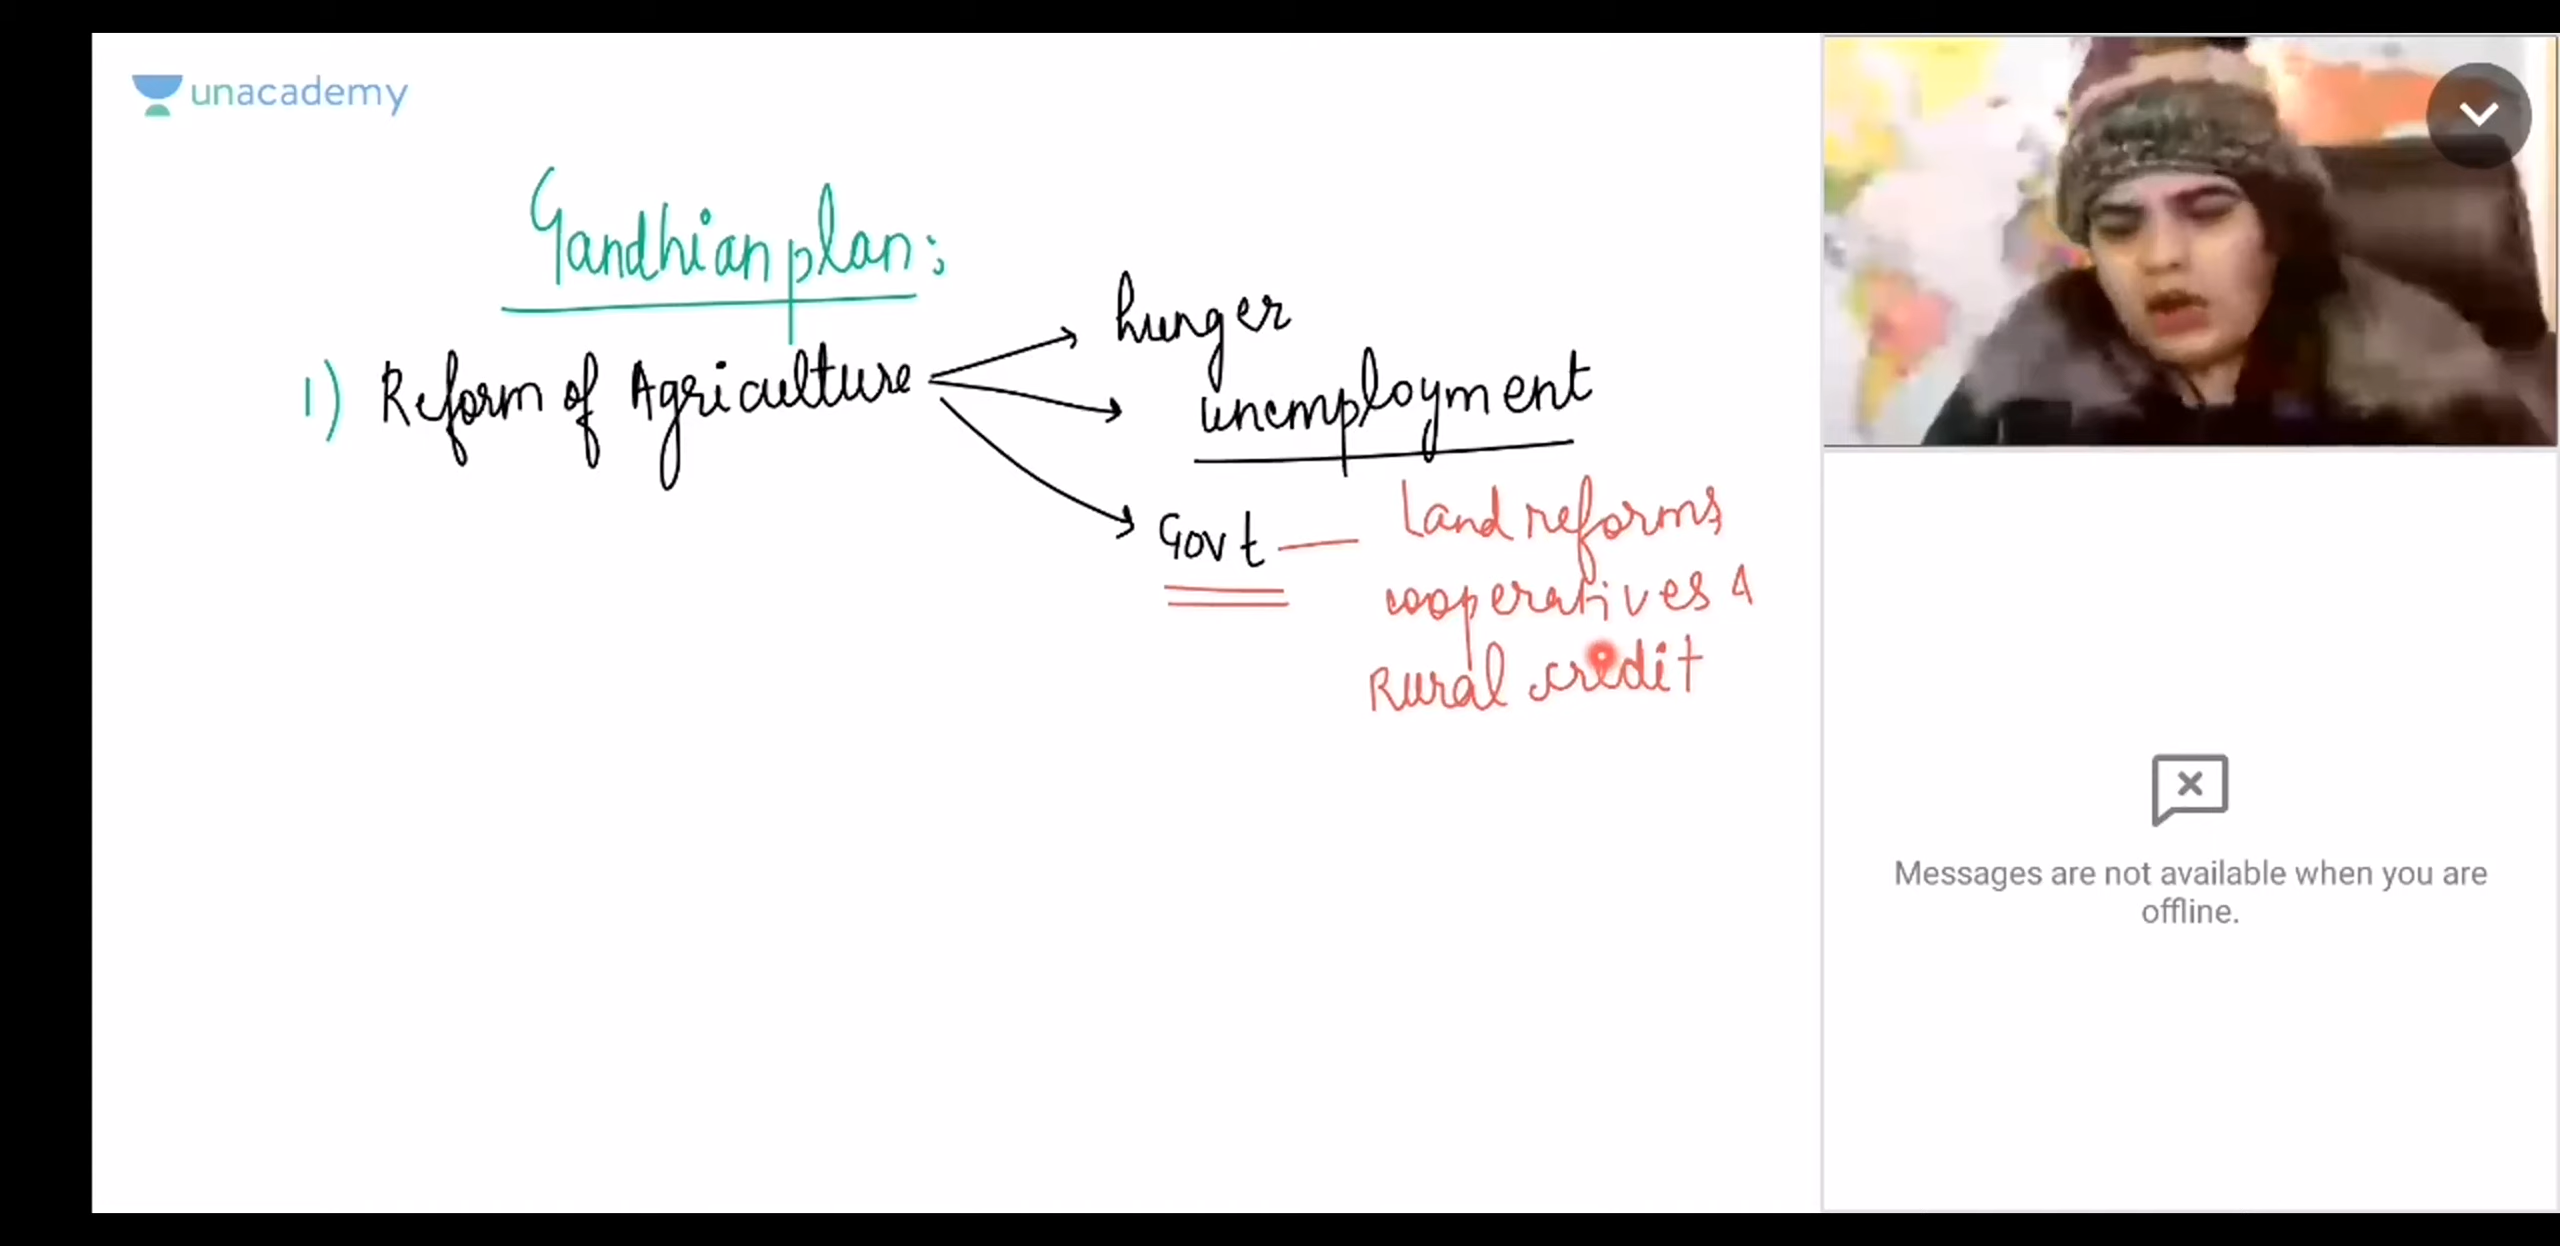 unacademy
Gandhian plan:
1) Reform of Agriculture
hunger
unemployment
Govt — Land reforms,
cooperatives &
Rural credit
Messages are not available when you are
offline.